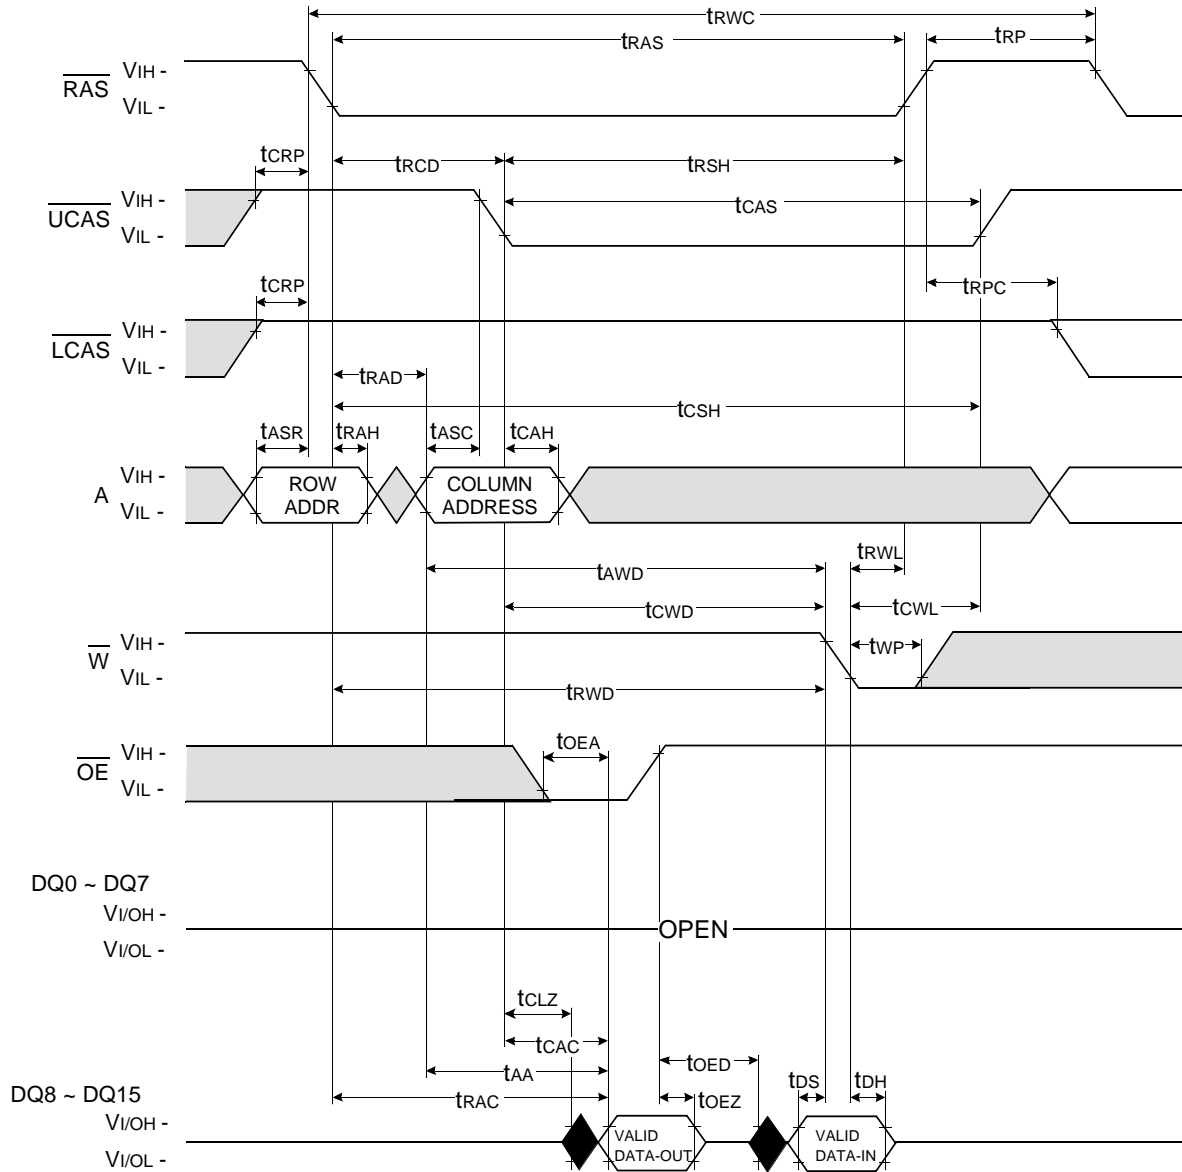 tRWC
tRAS
tRP
RAS
VIH -
VIL -
tCRP
tRCD
tRSH
UCAS
VIH -
VIL -
tCAS
tCRP
tRPC
LCAS
VIH -
VIL -
tRAD
tCSH
tASR
tRAH
tASC
tCAH
A
VIH -
VIL -
ROW
ADDR
COLUMN
ADDRESS
tRWL
tAWD
tCWD
tCWL
W
VIH -
VIL -
tWP
tRWD
OE
VIH -
VIL -
tOEA
DQ0 ~ DQ7
VI/OH -
VI/OL -
OPEN
tCLZ
tCAC
tOED
tAA
DQ8 ~ DQ15
tRAC
tOEZ
tDS
tDH
VI/OH -
VI/OL -
VALID
DATA-OUT
VALID
DATA-IN